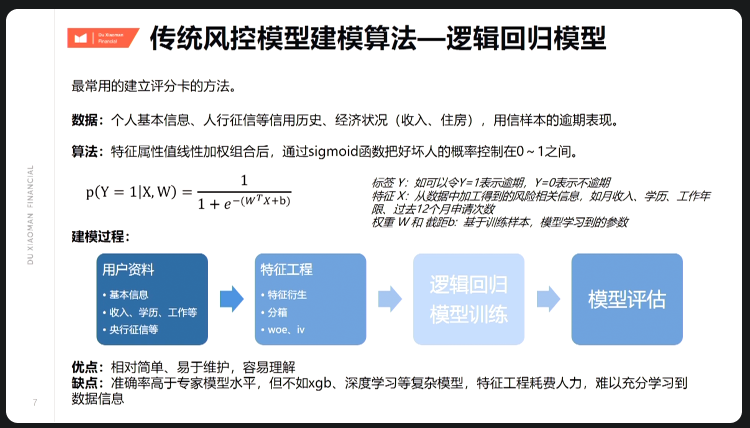 Du Xiaoman
Financial
传统风控模型建模算法—逻辑回归模型
最常用的建立评分卡的方法。
数据：个人基本信息、人行征信等信用历史、经济状况（收入、住房），用信样本的逾期表现。
算法：特征属性值线性加权组合后，通过sigmoid函数把好坏人的概率控制在0～1之间。
p(Y = 1|X, W) = 1 / (1 + e^{-(W^T X+b)})
标签 Y：如可以令Y=1表示逾期，Y=0表示不逾期
特征 X：从数据中加工得到的风险相关信息，如月收入、学历、工作年
限、过去12个月申请次数
权重 W 和 截距b：基于训练样本，模型学习到的参数
建模过程：
用户资料
• 基本信息
• 收入、学历、工作等
• 央行征信等
特征工程
• 特征衍生
• 分箱
• woe、iv
逻辑回归
模型训练
模型评估
优点：相对简单、易于维护，容易理解
缺点：准确率高于专家模型水平，但不如xgb、深度学习等复杂模型，特征工程耗费人力，难以充分学习到
数据信息
DU XIAOMAN FINANCIAL
7